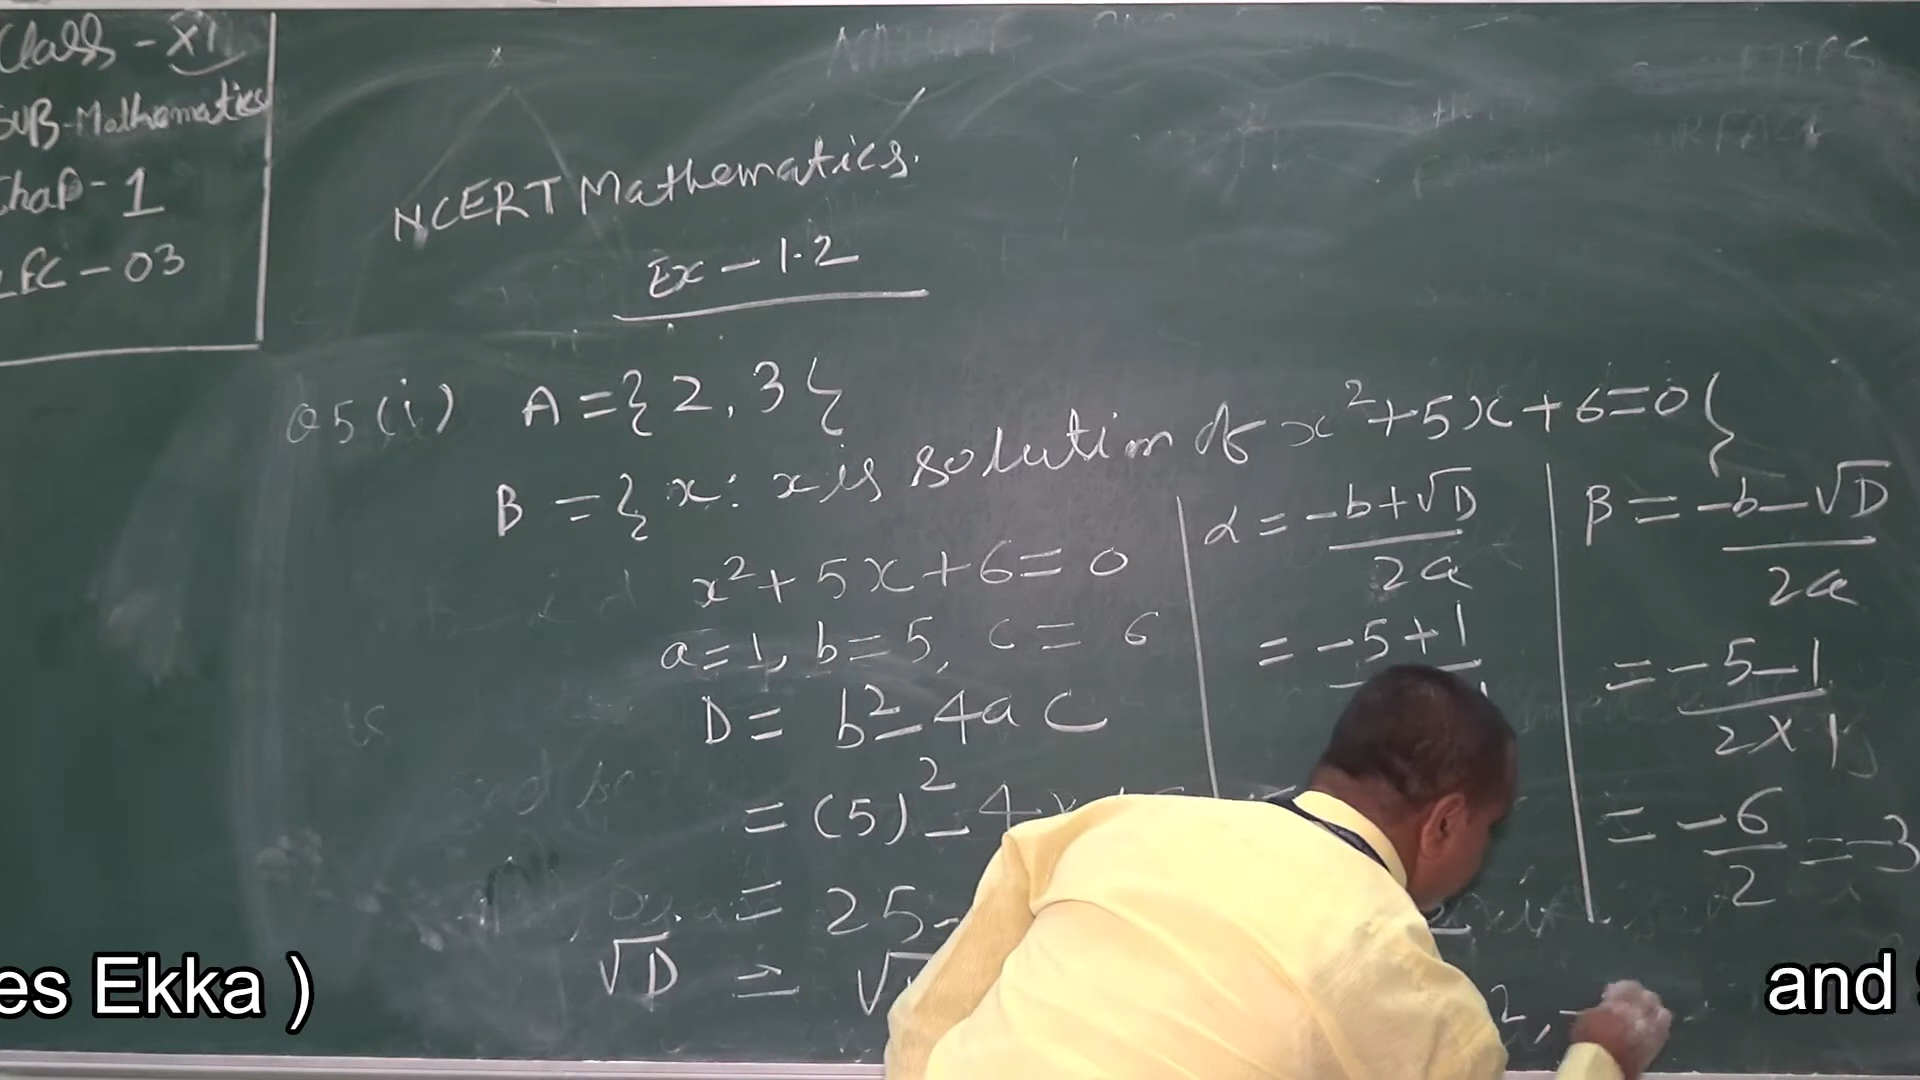 Class - XI
SUB-Mathematics
Chap - 1
LEC - 03
NCERT Mathematics.
Ex - 1.2
Q5 (i) A = { 2, 3 }
B = { x : x is solution of x² + 5x + 6 = 0 }
x² + 5x + 6 = 0
a = 1, b = 5, c = 6
D = b² - 4ac
= (5)² - 4
= 25 -
√D = √
α = -b + √D / 2a
= -5 + 1
β = -b - √D / 2a
= -5 - 1 / 2 × 1
= -6 / 2 = -3
2, -
es Ekka )
and